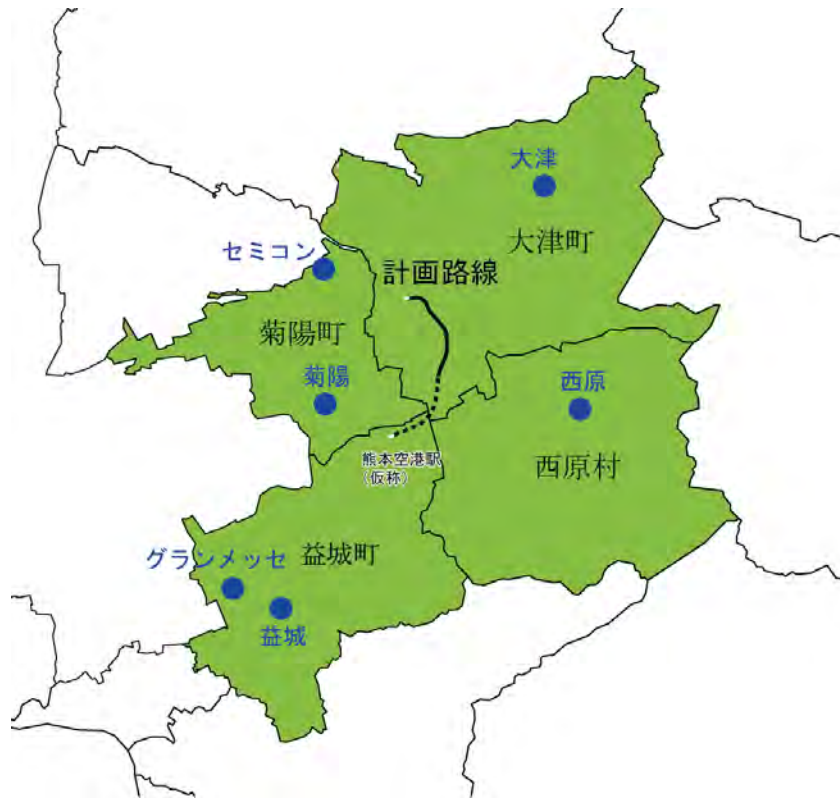 大津
大津町
セミコン
計画路線
菊陽町
菊陽
西原
熊本空港駅
(仮称)
西原村
益城町
グランメッセ
益城